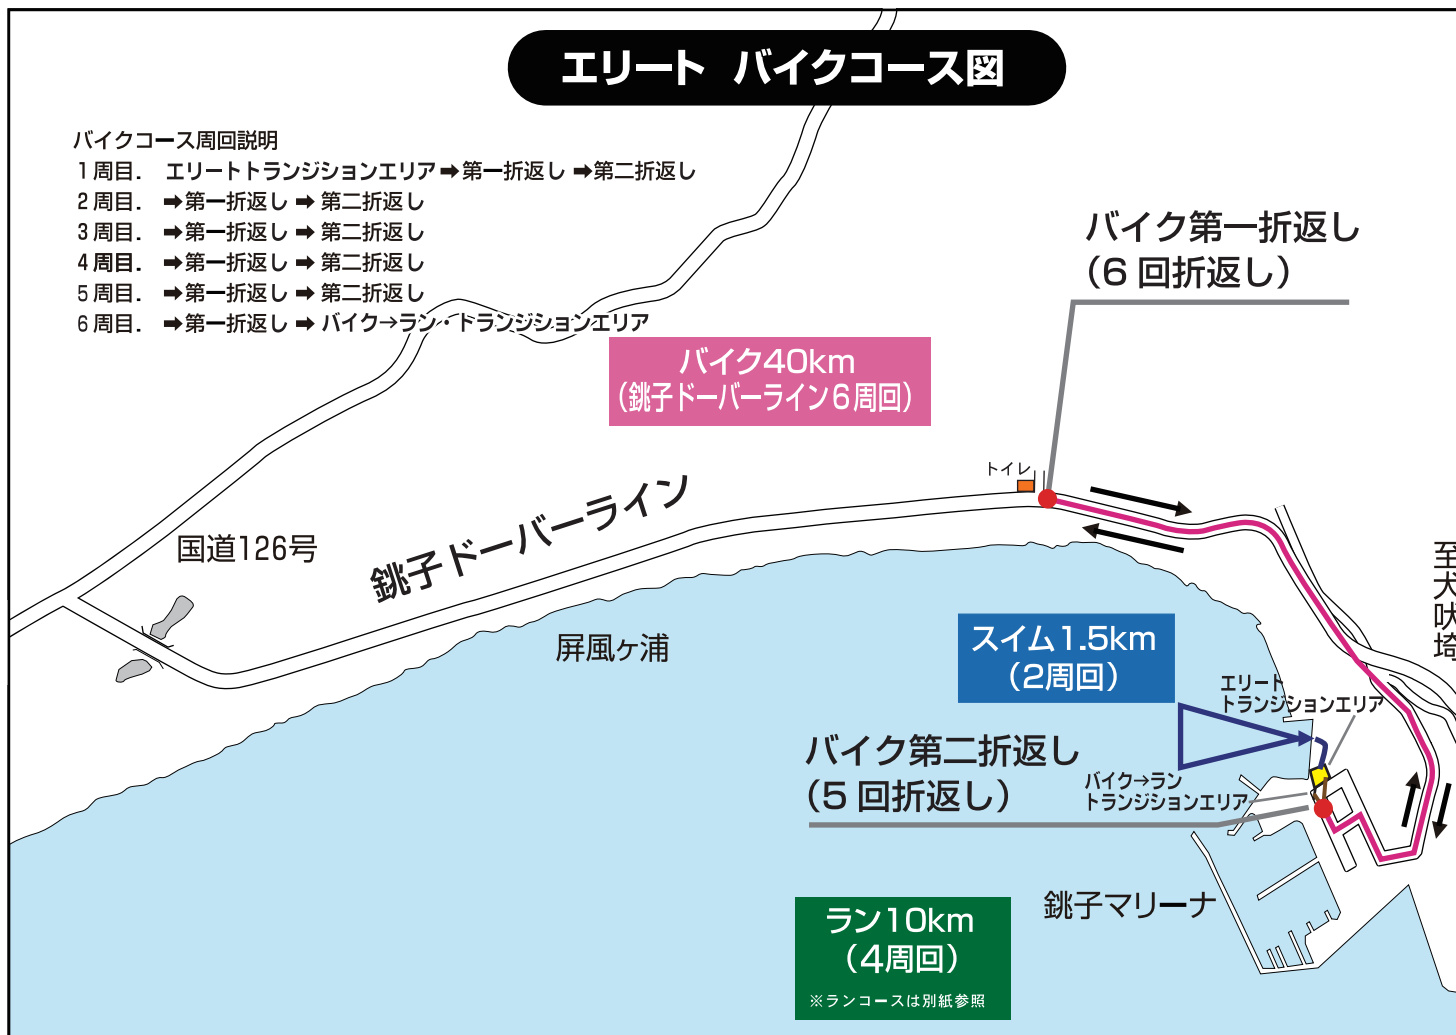 エリート バイクコース図
バイクコース周回説明
1周目. エリートトランジションエリア➡第一折返し ➡第二折返し
2周目. ➡第一折返し ➡ 第二折返し
3周目. ➡第一折返し ➡ 第二折返し
4周目. ➡第一折返し ➡ 第二折返し
5周目. ➡第一折返し ➡ 第二折返し
6周目. ➡第一折返し ➡ バイク→ラン・トランジションエリア
バイク第一折返し
(6回折返し)
バイク40km
(銚子ドーバーライン6周回)
トイレ
銚子ドーバーライン
国道126号
至犬吠埼
屏風ヶ浦
スイム1.5km
(2周回)
エリート
トランジションエリア
バイク第二折返し
(5回折返し)
バイク→ラン
トランジションエリア
銚子マリーナ
ラン10km
(4周回)
※ランコースは別紙参照